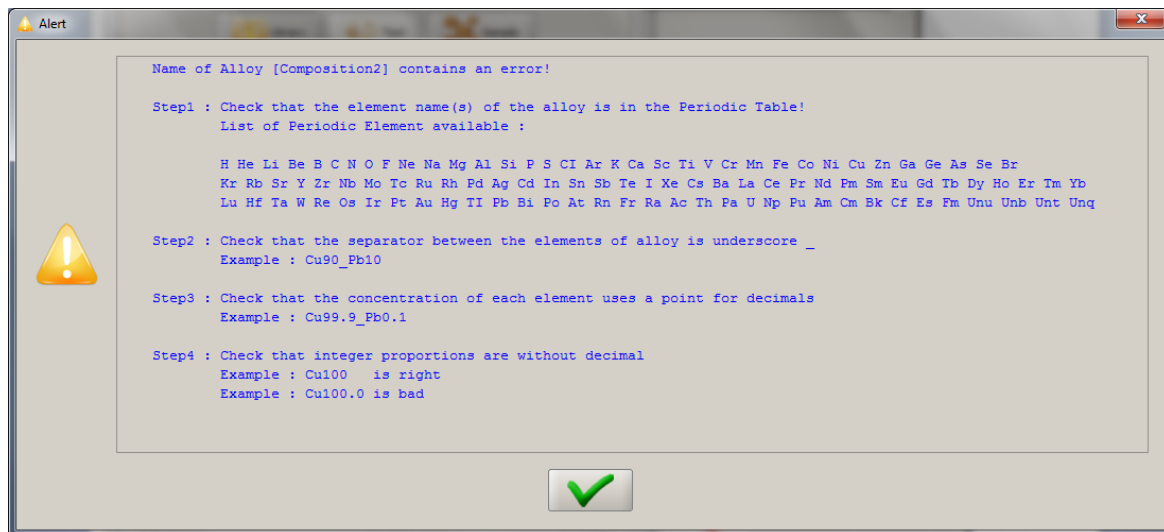 Alert
Name of Alloy [Composition2] contains an error!
Step1 : Check that the element name(s) of the alloy is in the Periodic Table!
List of Periodic Element available :
H He Li Be B C N O F Ne Na Mg Al Si P S CI Ar K Ca Sc Ti V Cr Mn Fe Co Ni Cu Zn Ga Ge As Se Br
Kr Rb Sr Y Zr Nb Mo Tc Ru Rh Pd Ag Cd In Sn Sb Te I Xe Cs Ba La Ce Pr Nd Pm Sm Eu Gd Tb Dy Ho Er Tm Yb
Lu Hf Ta W Re Os Ir Pt Au Hg TI Pb Bi Po At Rn Fr Ra Ac Th Pa U Np Pu Am Cm Bk Cf Es Fm Unu Unb Unt Unq
Step2 : Check that the separator between the elements of alloy is underscore _
Example : Cu90_Pb10
Step3 : Check that the concentration of each element uses a point for decimals
Example : Cu99.9_Pb0.1
Step4 : Check that integer proportions are without decimal
Example : Cu100   is right
Example : Cu100.0 is bad